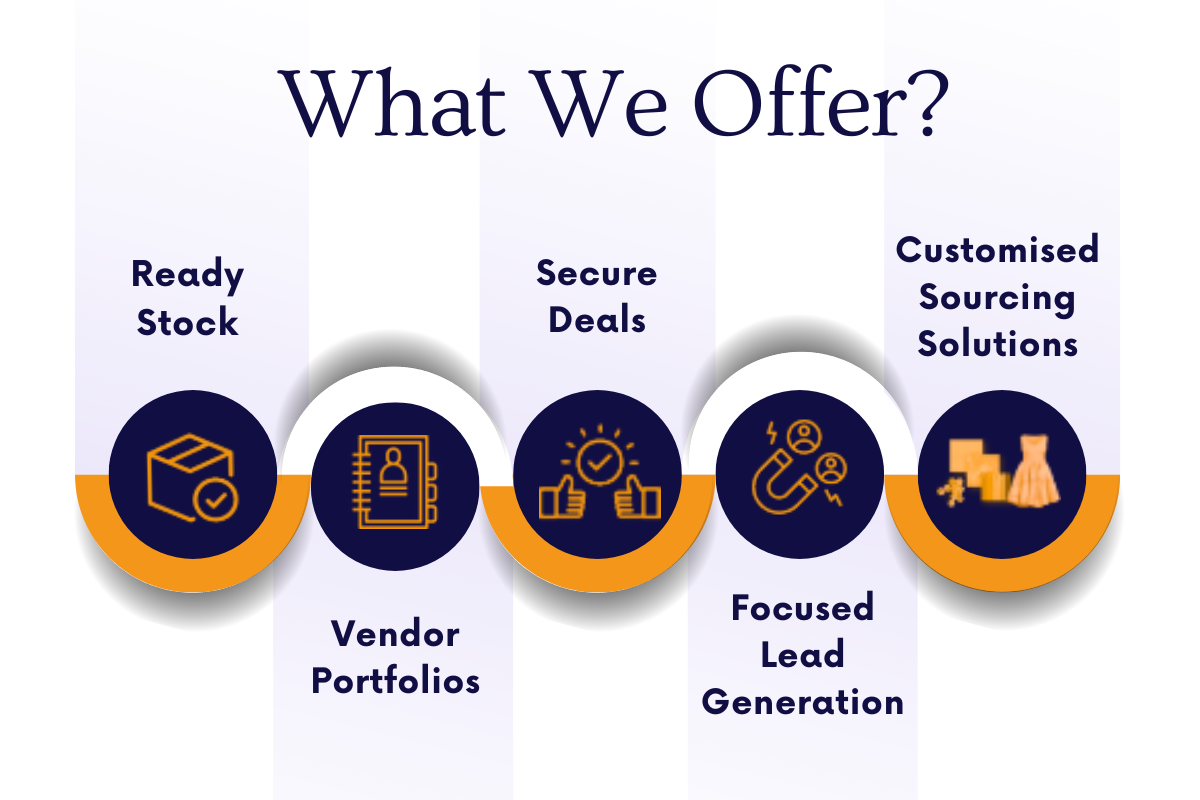 What We Offer?
Ready
Stock
Vendor
Portfolios
Secure
Deals
Focused
Lead
Generation
Customised
Sourcing
Solutions